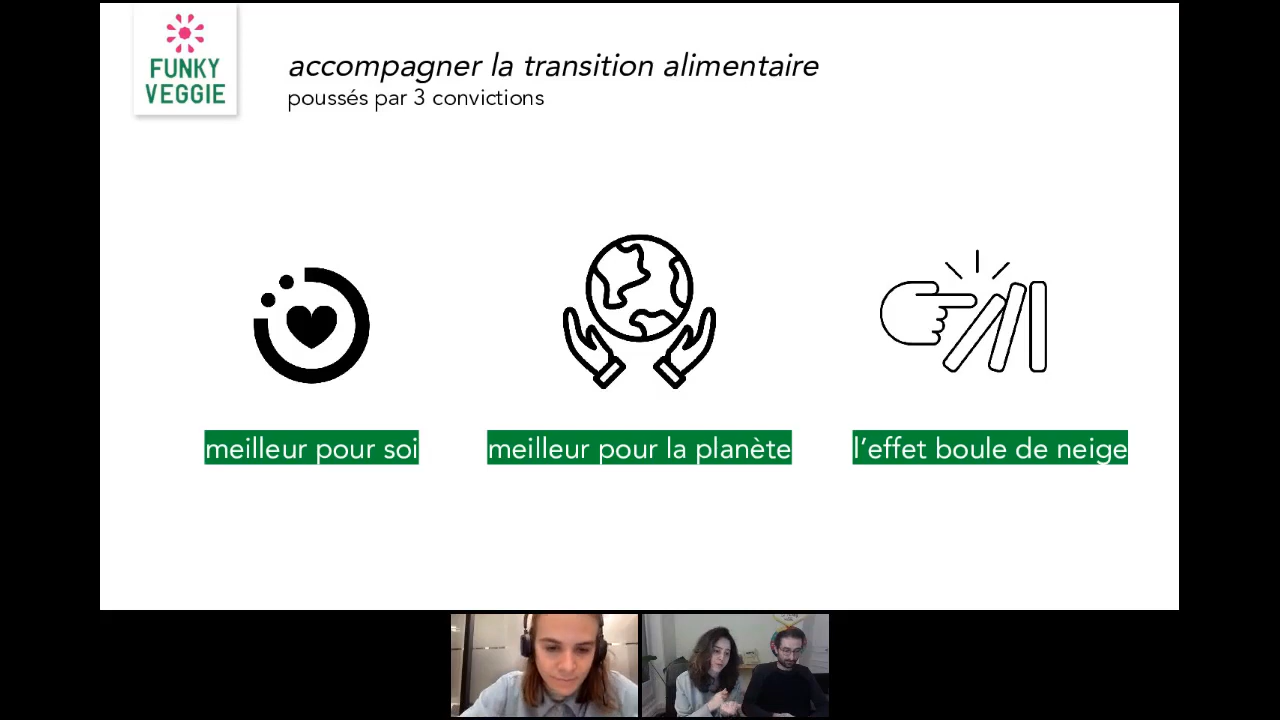 FUNKY
VEGGIE
accompagner la transition alimentaire
poussés par 3 convictions
meilleur pour soi
meilleur pour la planète
l'effet boule de neige